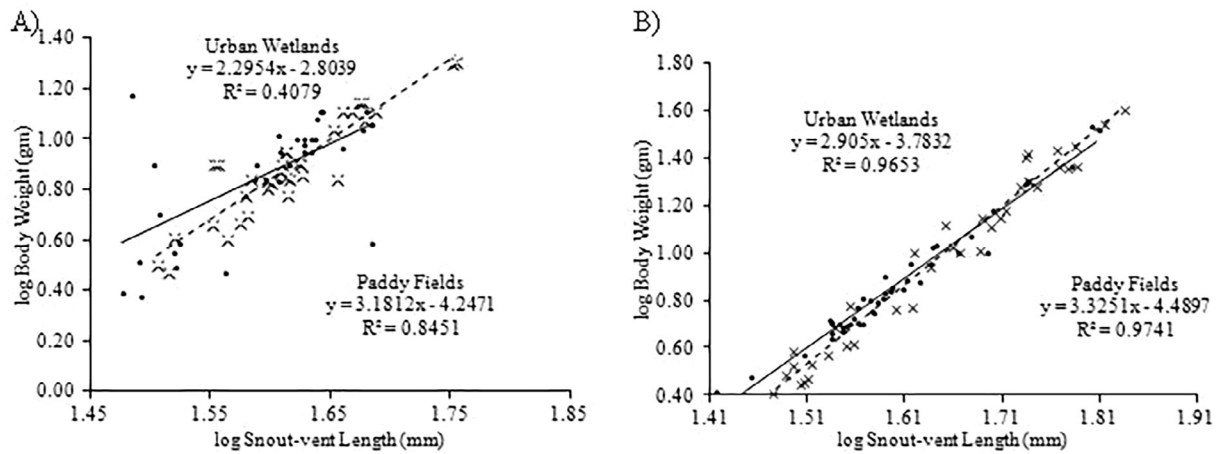 A)
1.40
1.20
1.00
0.80
0.60
0.40
0.20
0.00
log Body Weight (gm)
Urban Wetlands
y = 2.2954x - 2.8039
R² = 0.4079
Paddy Fields
y = 3.1812x - 4.2471
R² = 0.8451
1.45 1.55 1.65 1.75 1.85
log Snout-vent Length (mm)
B)
1.80
1.60
1.40
1.20
1.00
0.80
0.60
0.40
log Body Weight (gm)
Urban Wetlands
y = 2.905x - 3.7832
R² = 0.9653
Paddy Fields
y = 3.3251x - 4.4897
R² = 0.9741
1.41 1.51 1.61 1.71 1.81 1.91
log Snout-vent Length (mm)